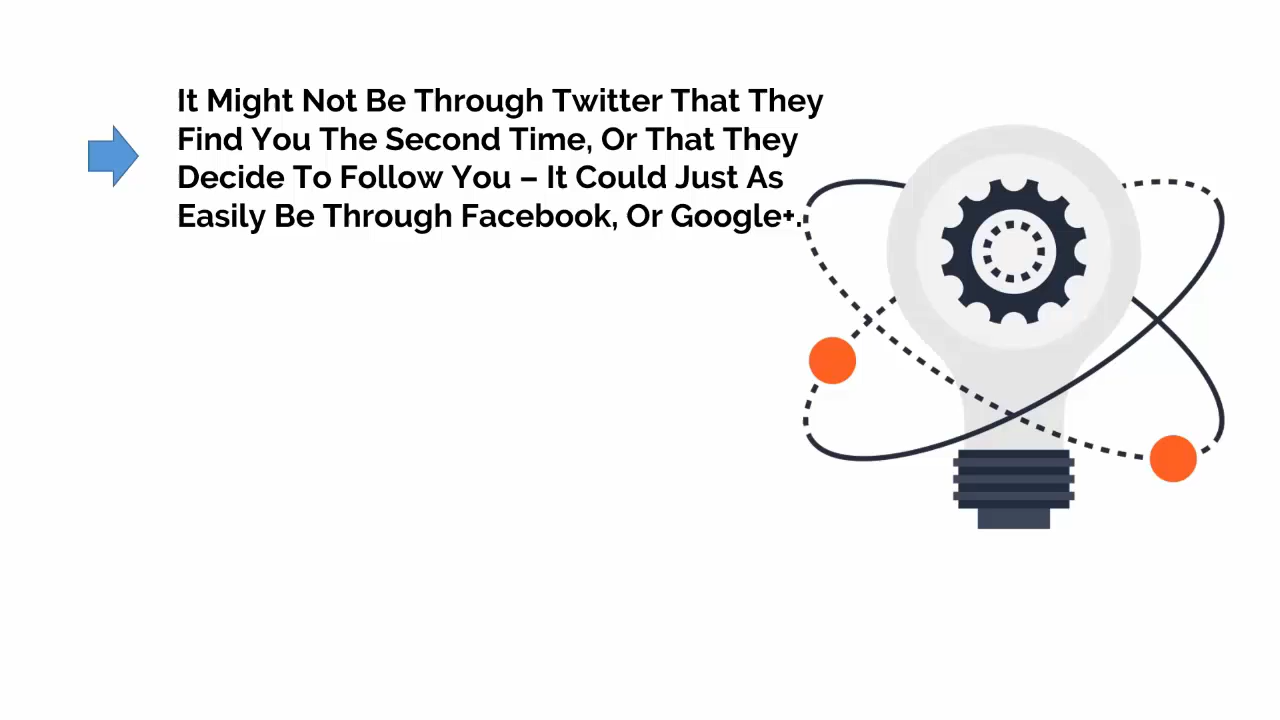 It Might Not Be Through Twitter That They
Find You The Second Time, Or That They
Decide To Follow You – It Could Just As
Easily Be Through Facebook, Or Google+.